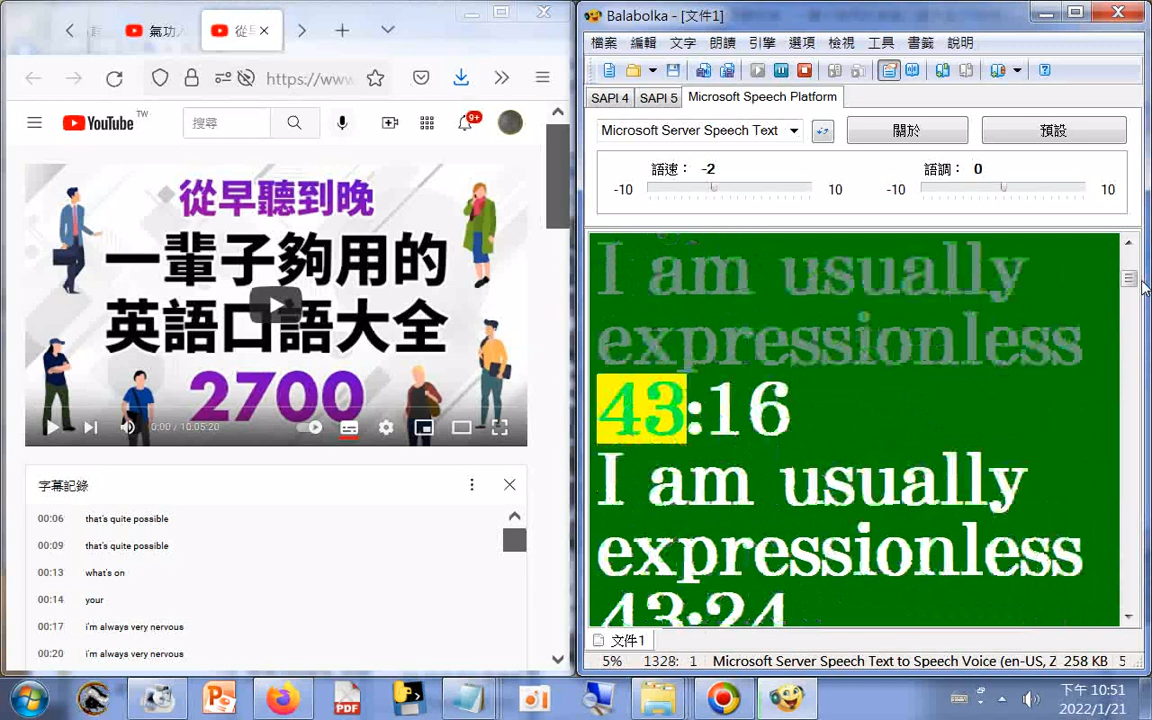 氣功
從
https://www
YouTube TW
搜尋
9+
從早聽到晚
一輩子夠用的
英語口語大全
2700
0:00 / 10:05:20
字幕記錄
00:06 that's quite possible
00:09 that's quite possible
00:13 what's on
00:14 your
00:17 i'm always very nervous
00:20 i'm always very nervous
Balabolka - [文件1]
檔案 編輯 文字 朗讀 引擎 選項 檢視 工具 書籤 說明
SAPI 4 SAPI 5 Microsoft Speech Platform
Microsoft Server Speech Text 關於 預設
語速： -2 語調： 0
-10 10 -10 10
I am usually
expressionless
43:16
I am usually
expressionless
43:24
文件1
5% 1328: 1 Microsoft Server Speech Text to Speech Voice (en-US, Z 258 KB 5
PDF
下午 10:51
2022/1/21